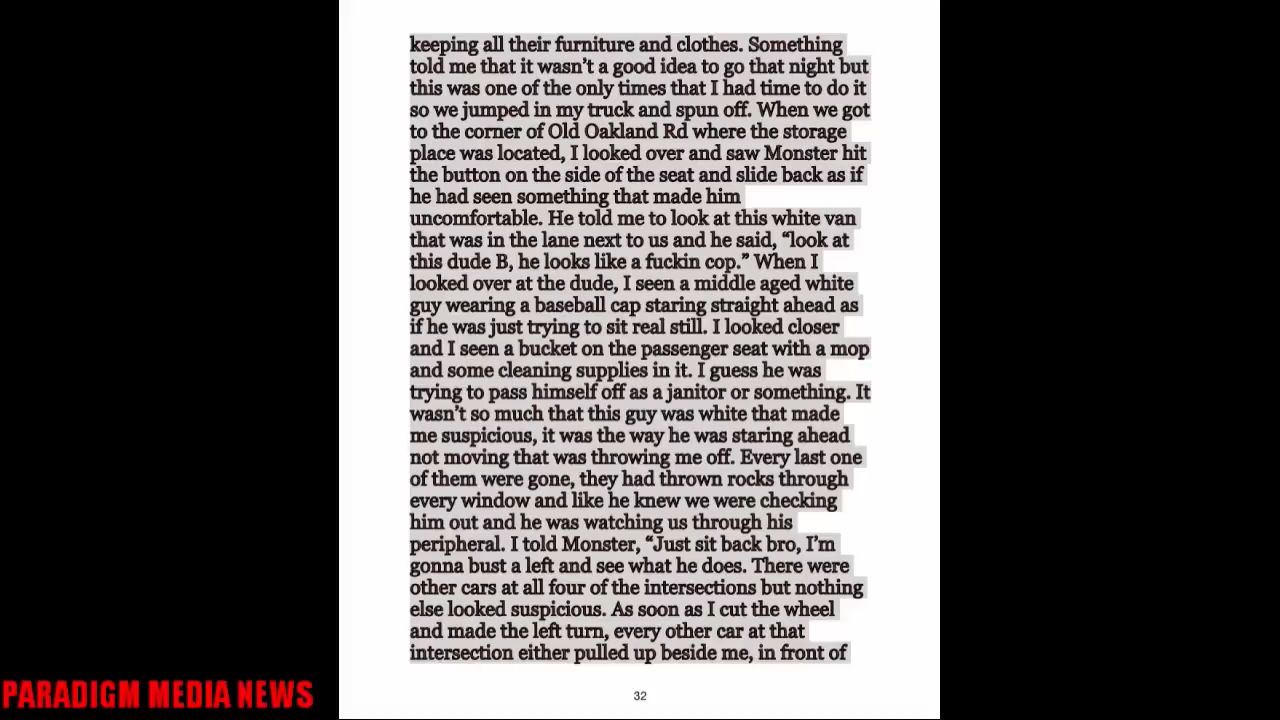 keeping all their furniture and clothes. Something
told me that it wasn’t a good idea to go that night but
this was one of the only times that I had time to do it
so we jumped in my truck and spun off. When we got
to the corner of Old Oakland Rd where the storage
place was located, I looked over and saw Monster hit
the button on the side of the seat and slide back as if
he had seen something that made him
uncomfortable. He told me to look at this white van
that was in the lane next to us and he said, “look at
this dude B, he looks like a fuckin cop.” When I
looked over at the dude, I seen a middle aged white
guy wearing a baseball cap staring straight ahead as
if he was just trying to sit real still. I looked closer
and I seen a bucket on the passenger seat with a mop
and some cleaning supplies in it. I guess he was
trying to pass himself off as a janitor or something. It
wasn’t so much that this guy was white that made
me suspicious, it was the way he was staring ahead
not moving that was throwing me off. Every last one
of them were gone, they had thrown rocks through
every window and like he knew we were checking
him out and he was watching us through his
peripheral. I told Monster, “Just sit back bro, I’m
gonna bust a left and see what he does. There were
other cars at all four of the intersections but nothing
else looked suspicious. As soon as I cut the wheel
and made the left turn, every other car at that
intersection either pulled up beside me, in front of
32
PARADIGM MEDIA NEWS